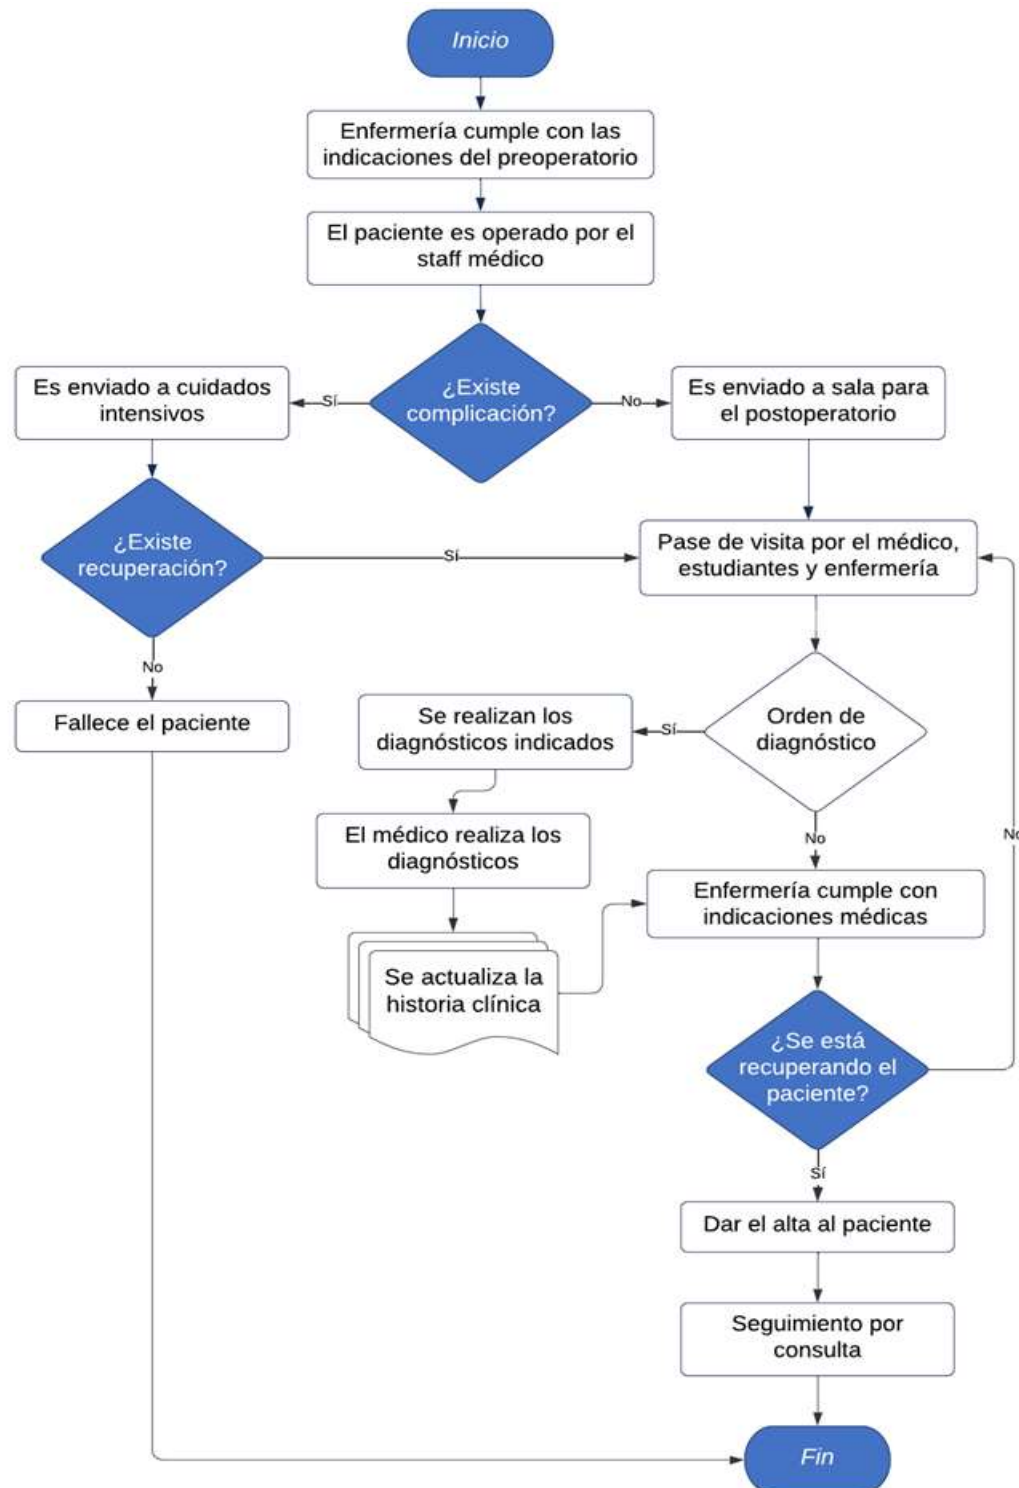 Inicio
Enfermería cumple con las
indicaciones del preoperatorio
El paciente es operado por el
staff médico
¿Existe
complicación?
Sí
No
Es enviado a cuidados
intensivos
Es enviado a sala para
el postoperatorio
¿Existe
recuperación?
Sí
Pase de visita por el médico,
estudiantes y enfermería
No
Fallece el paciente
Orden de
diagnóstico
Sí
Se realizan los
diagnósticos indicados
El médico realiza los
diagnósticos
No
Enfermería cumple con
indicaciones médicas
Se actualiza la
historia clínica
¿Se está
recuperando el
paciente?
No
Sí
Dar el alta al paciente
Seguimiento por
consulta
Fin